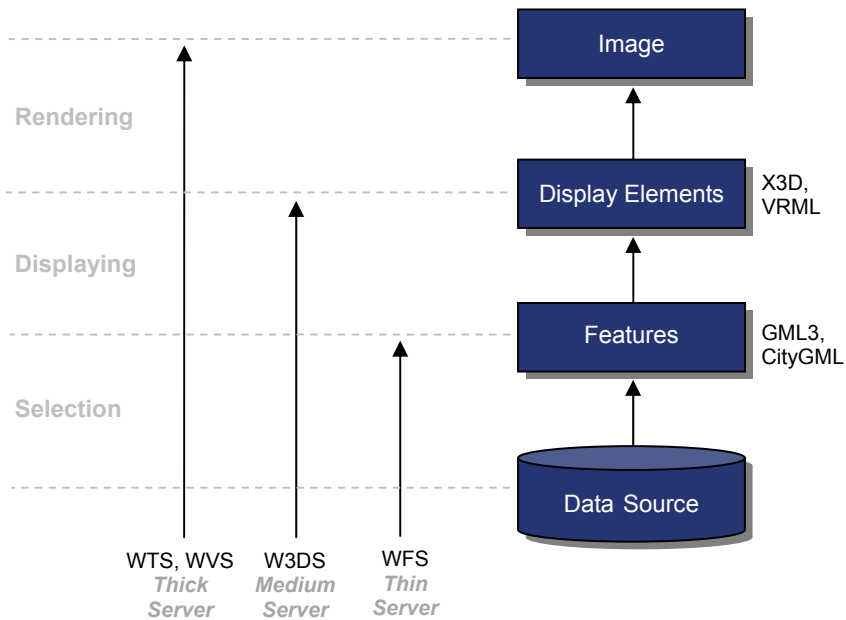 Image
Rendering
Display Elements
X3D,
VRML
Displaying
Features
GML3,
CityGML
Selection
Data Source
WTS, WVS
Thick
Server
W3DS
Medium
Server
WFS
Thin
Server